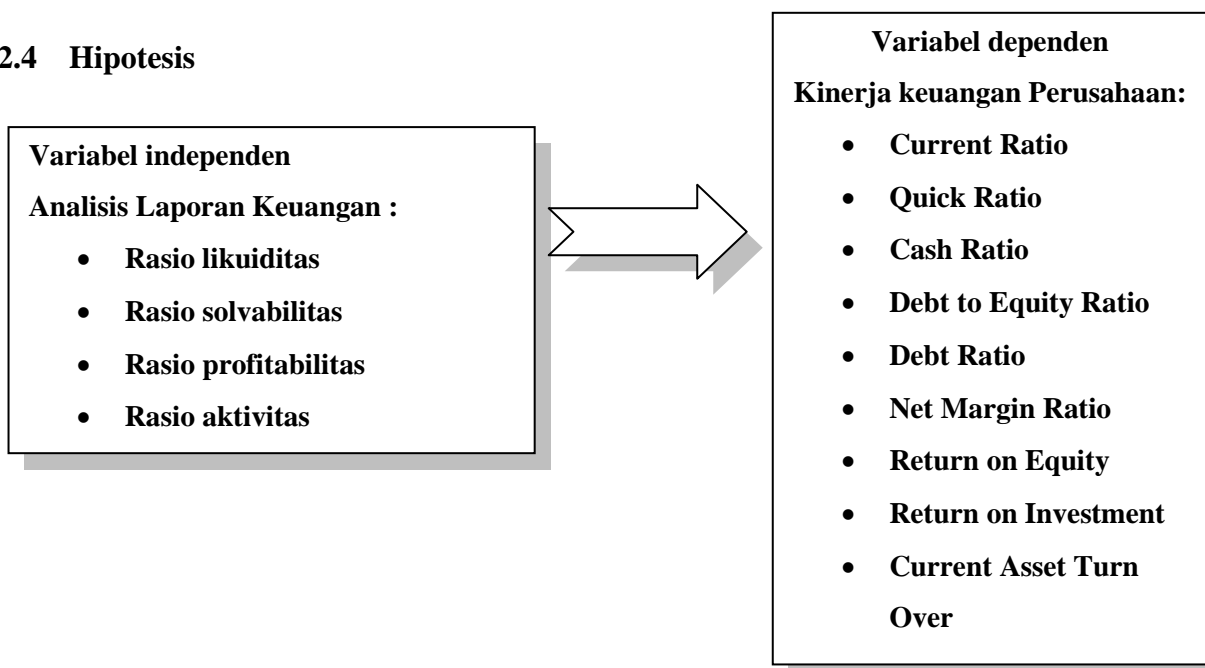 2.4 Hipotesis
Variabel independen
Analisis Laporan Keuangan :
• Rasio likuiditas
• Rasio solvabilitas
• Rasio profitabilitas
• Rasio aktivitas
Variabel dependen
Kinerja keuangan Perusahaan:
• Current Ratio
• Quick Ratio
• Cash Ratio
• Debt to Equity Ratio
• Debt Ratio
• Net Margin Ratio
• Return on Equity
• Return on Investment
• Current Asset Turn
Over